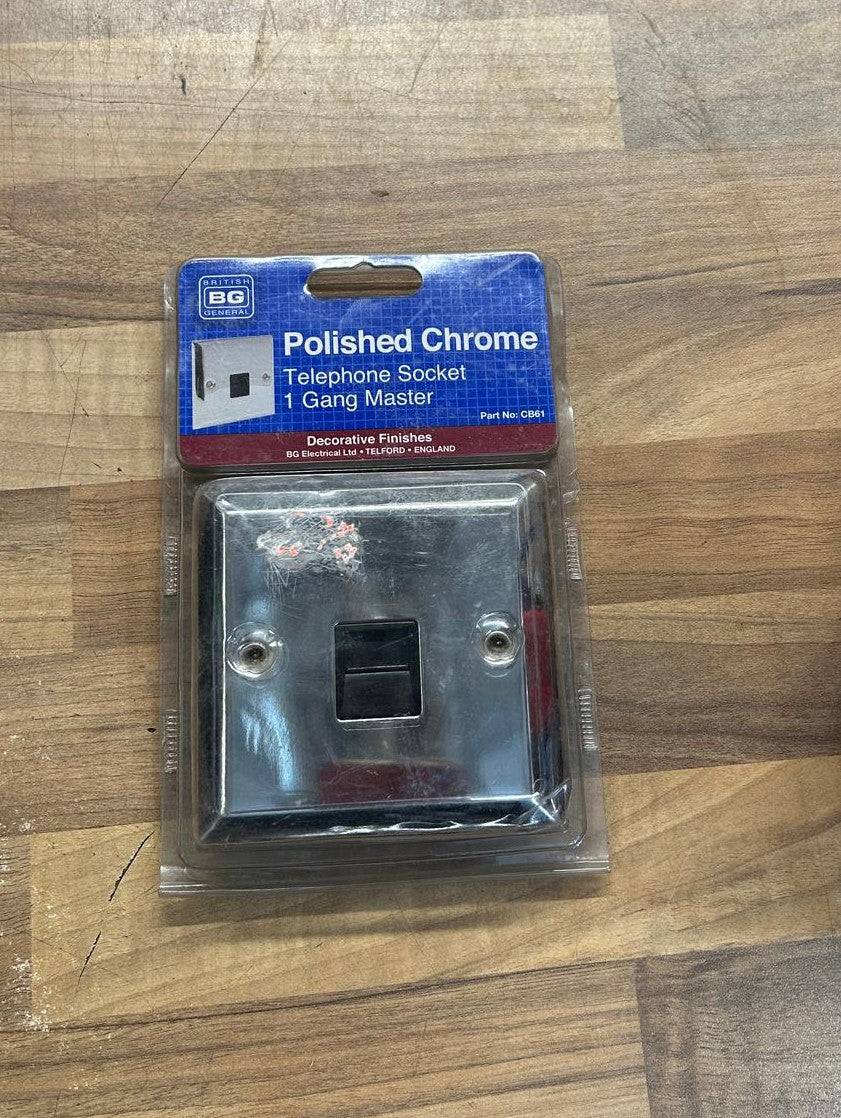 BRITISH
BG
GENERAL
Polished Chrome
Telephone Socket
1 Gang Master
Part No: CB61
Decorative Finishes
BG Electrical Ltd • TELFORD • ENGLAND